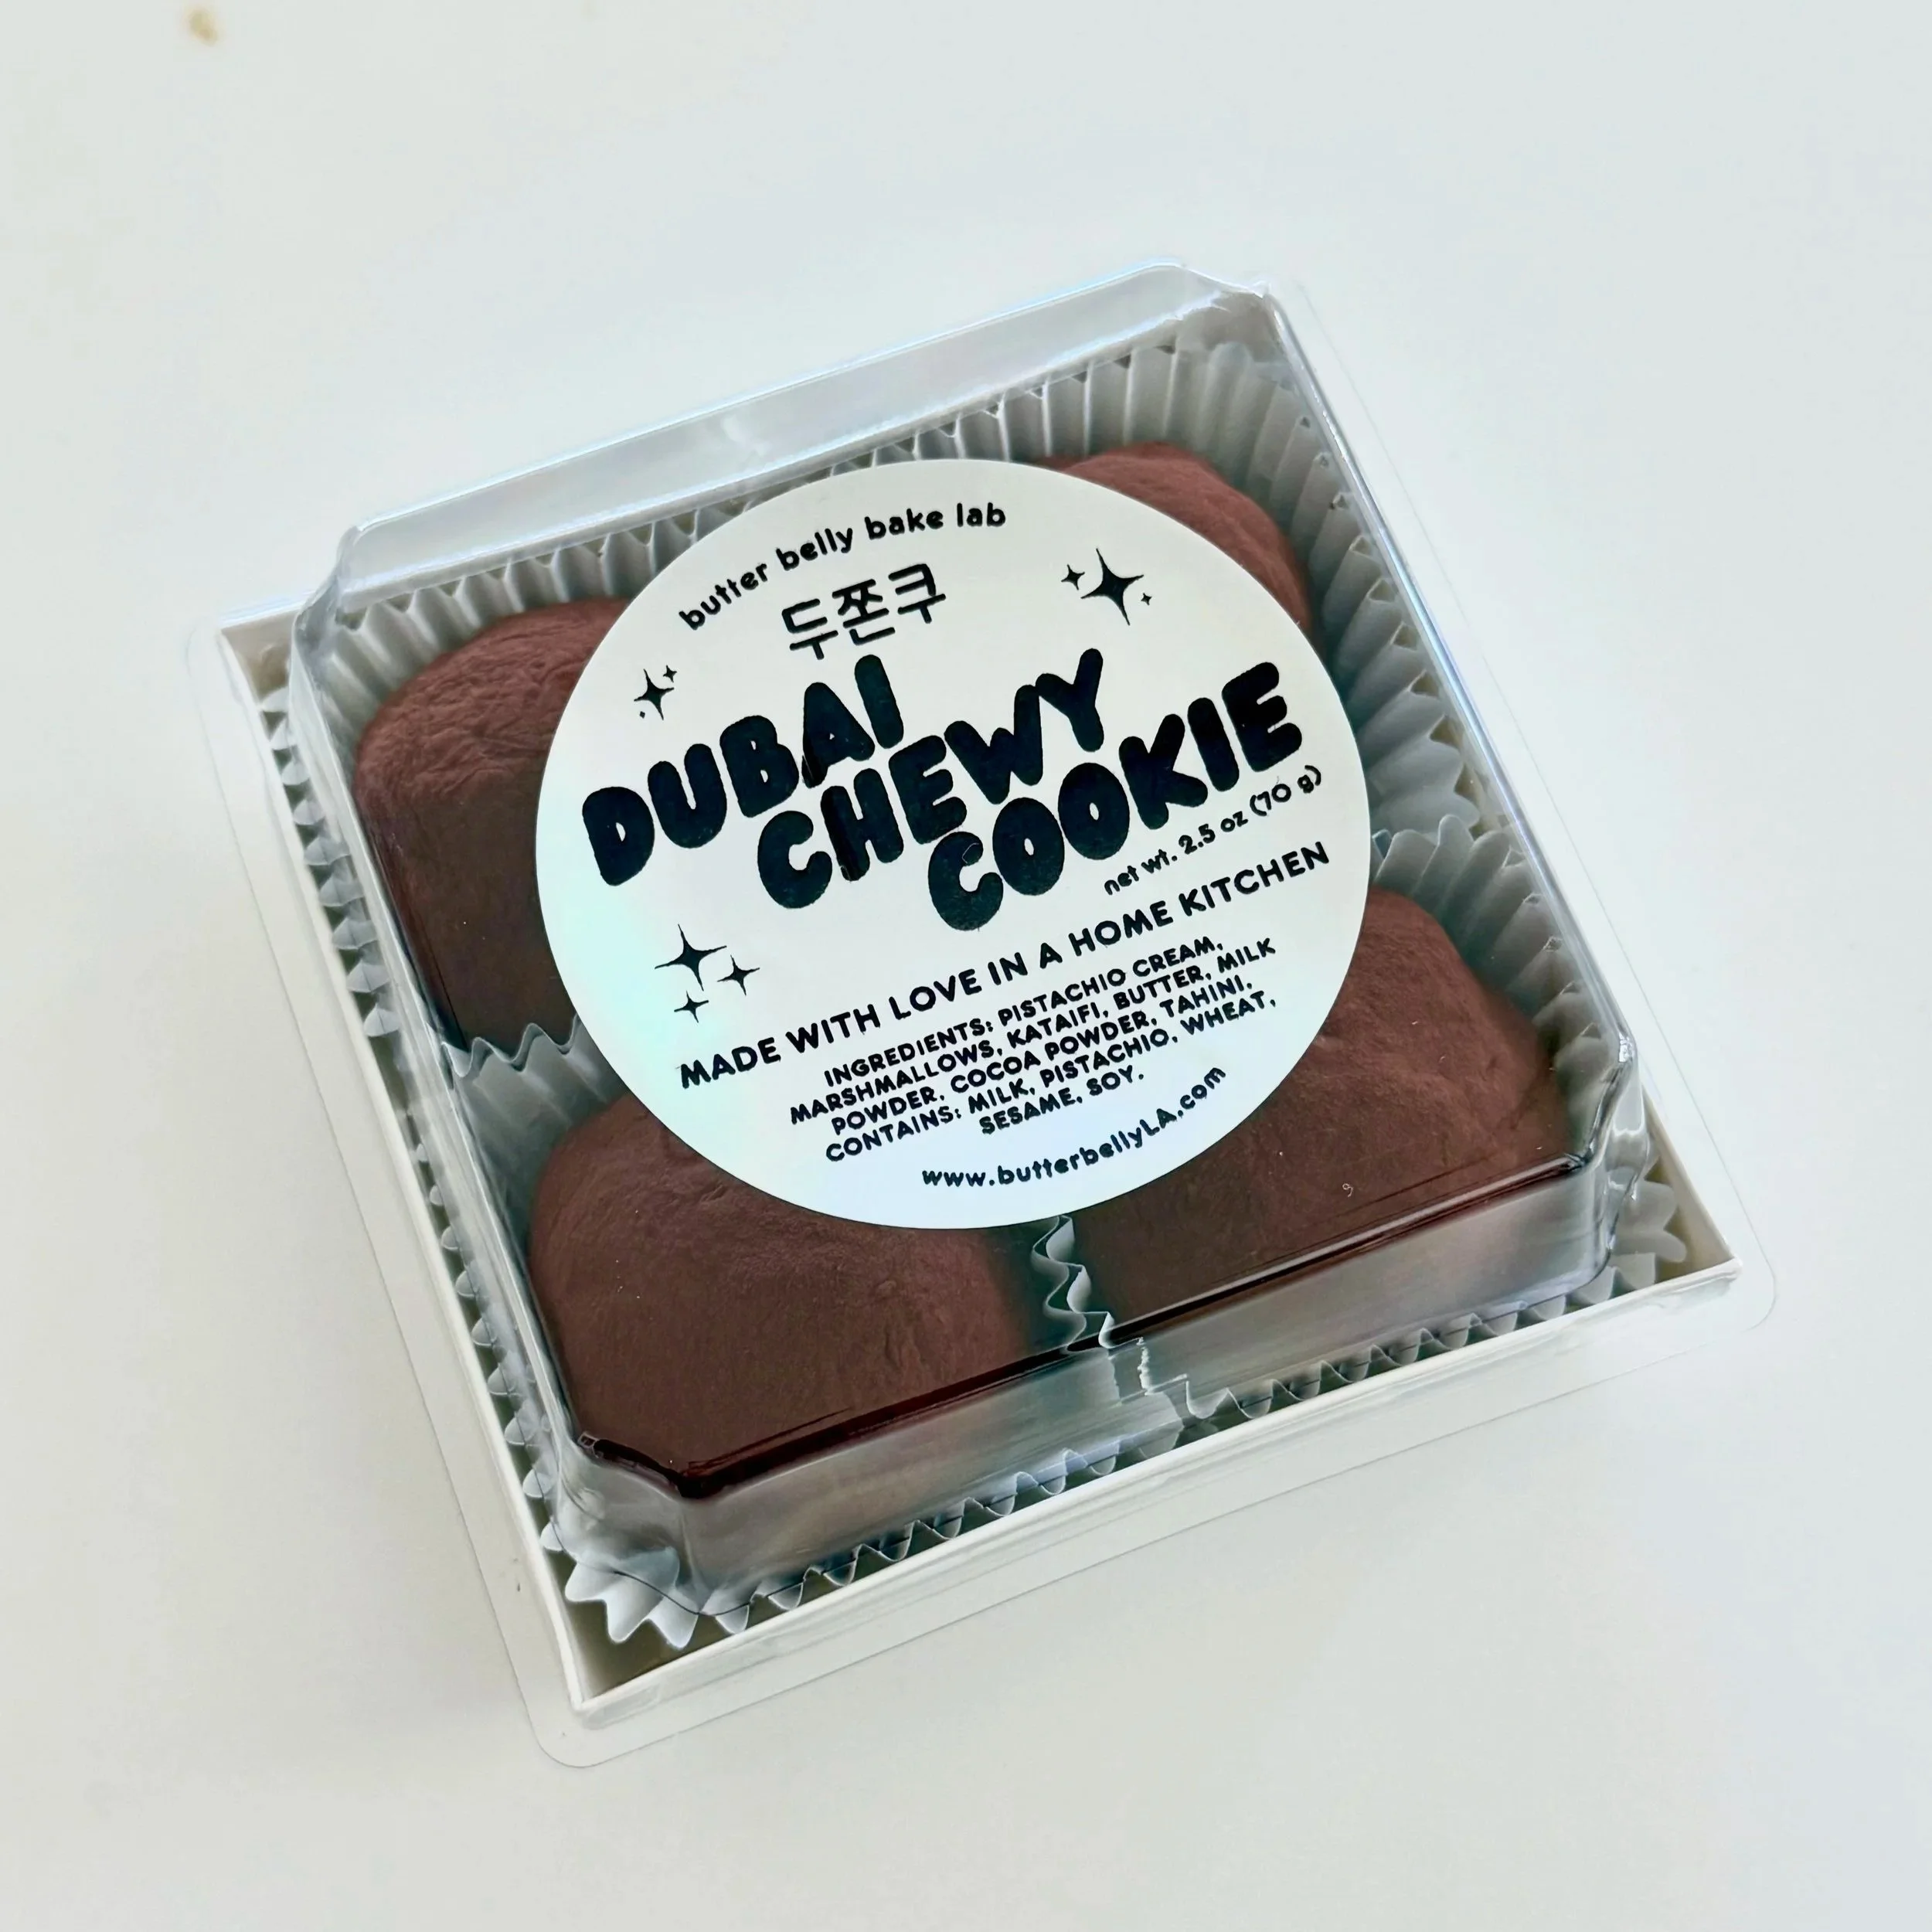 butter belly bake lab
두쫀쿠
DUBAI
CHEWY
COOKIE
net wt. 2.5 oz (70 g)
MADE WITH LOVE IN A HOME KITCHEN
INGREDIENTS: PISTACHIO CREAM,
MARSHMALLOWS, KATAIFI, BUTTER, MILK
POWDER, COCOA POWDER, TAHINI.
CONTAINS: MILK, PISTACHIO, WHEAT,
SESAME, SOY.
www.butterbellyLA.com